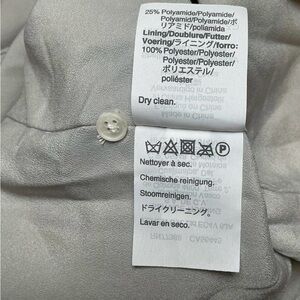 25% Polyamide/Polyamide/
Polyamid/Polyamide/ポ
リアミド/poliamida
Lining/Doublure/Futter/
Voering/ライニング/forro:
100% Polyester/Polyester/
Polyester/Polyester/
ポリエステル/
poliéster
Dry clean.
P
Nettoyer à sec.
Chemische reinigung.
Stoomreinigen.
ドライクリーニング。
Lavar en seco.